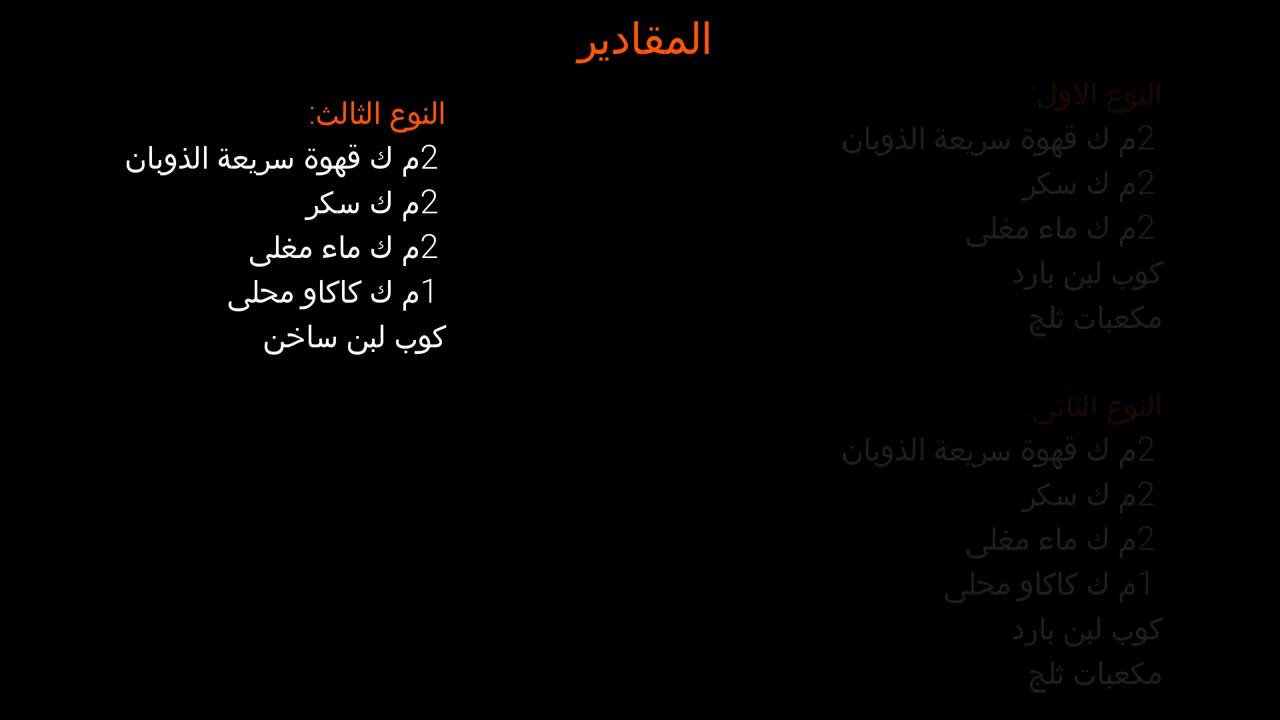 المقادير
النوع الاول:
2م ك قهوة سريعة الذوبان
2م ك سكر
2م ك ماء مغلى
كوب لبن بارد
مكعبات ثلج
النوع الثانى:
2م ك قهوة سريعة الذوبان
2م ك سكر
2م ك ماء مغلى
1م ك كاكاو محلى
كوب لبن بارد
مكعبات ثلج
النوع الثالث:
2م ك قهوة سريعة الذوبان
2م ك سكر
2م ك ماء مغلى
1م ك كاكاو محلى
كوب لبن ساخن